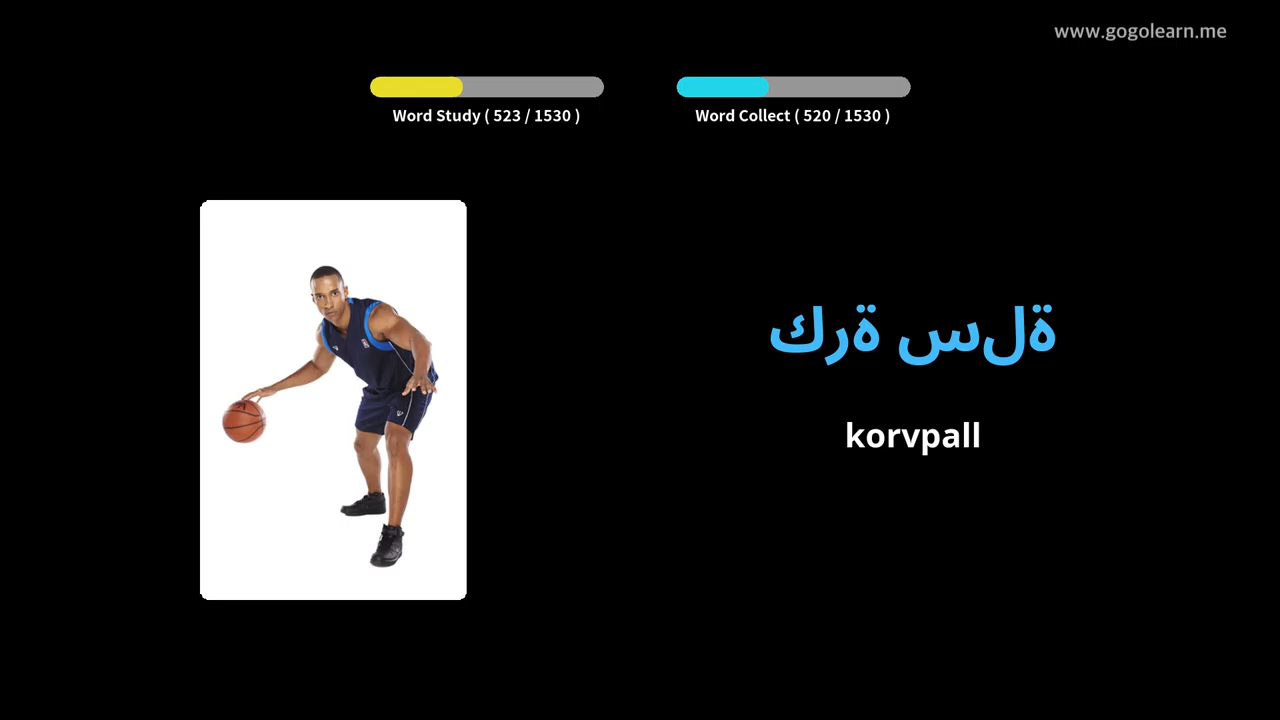 www.gogolearn.me
Word Study ( 523 / 1530 )
Word Collect ( 520 / 1530 )
كرة سلة
korvpall